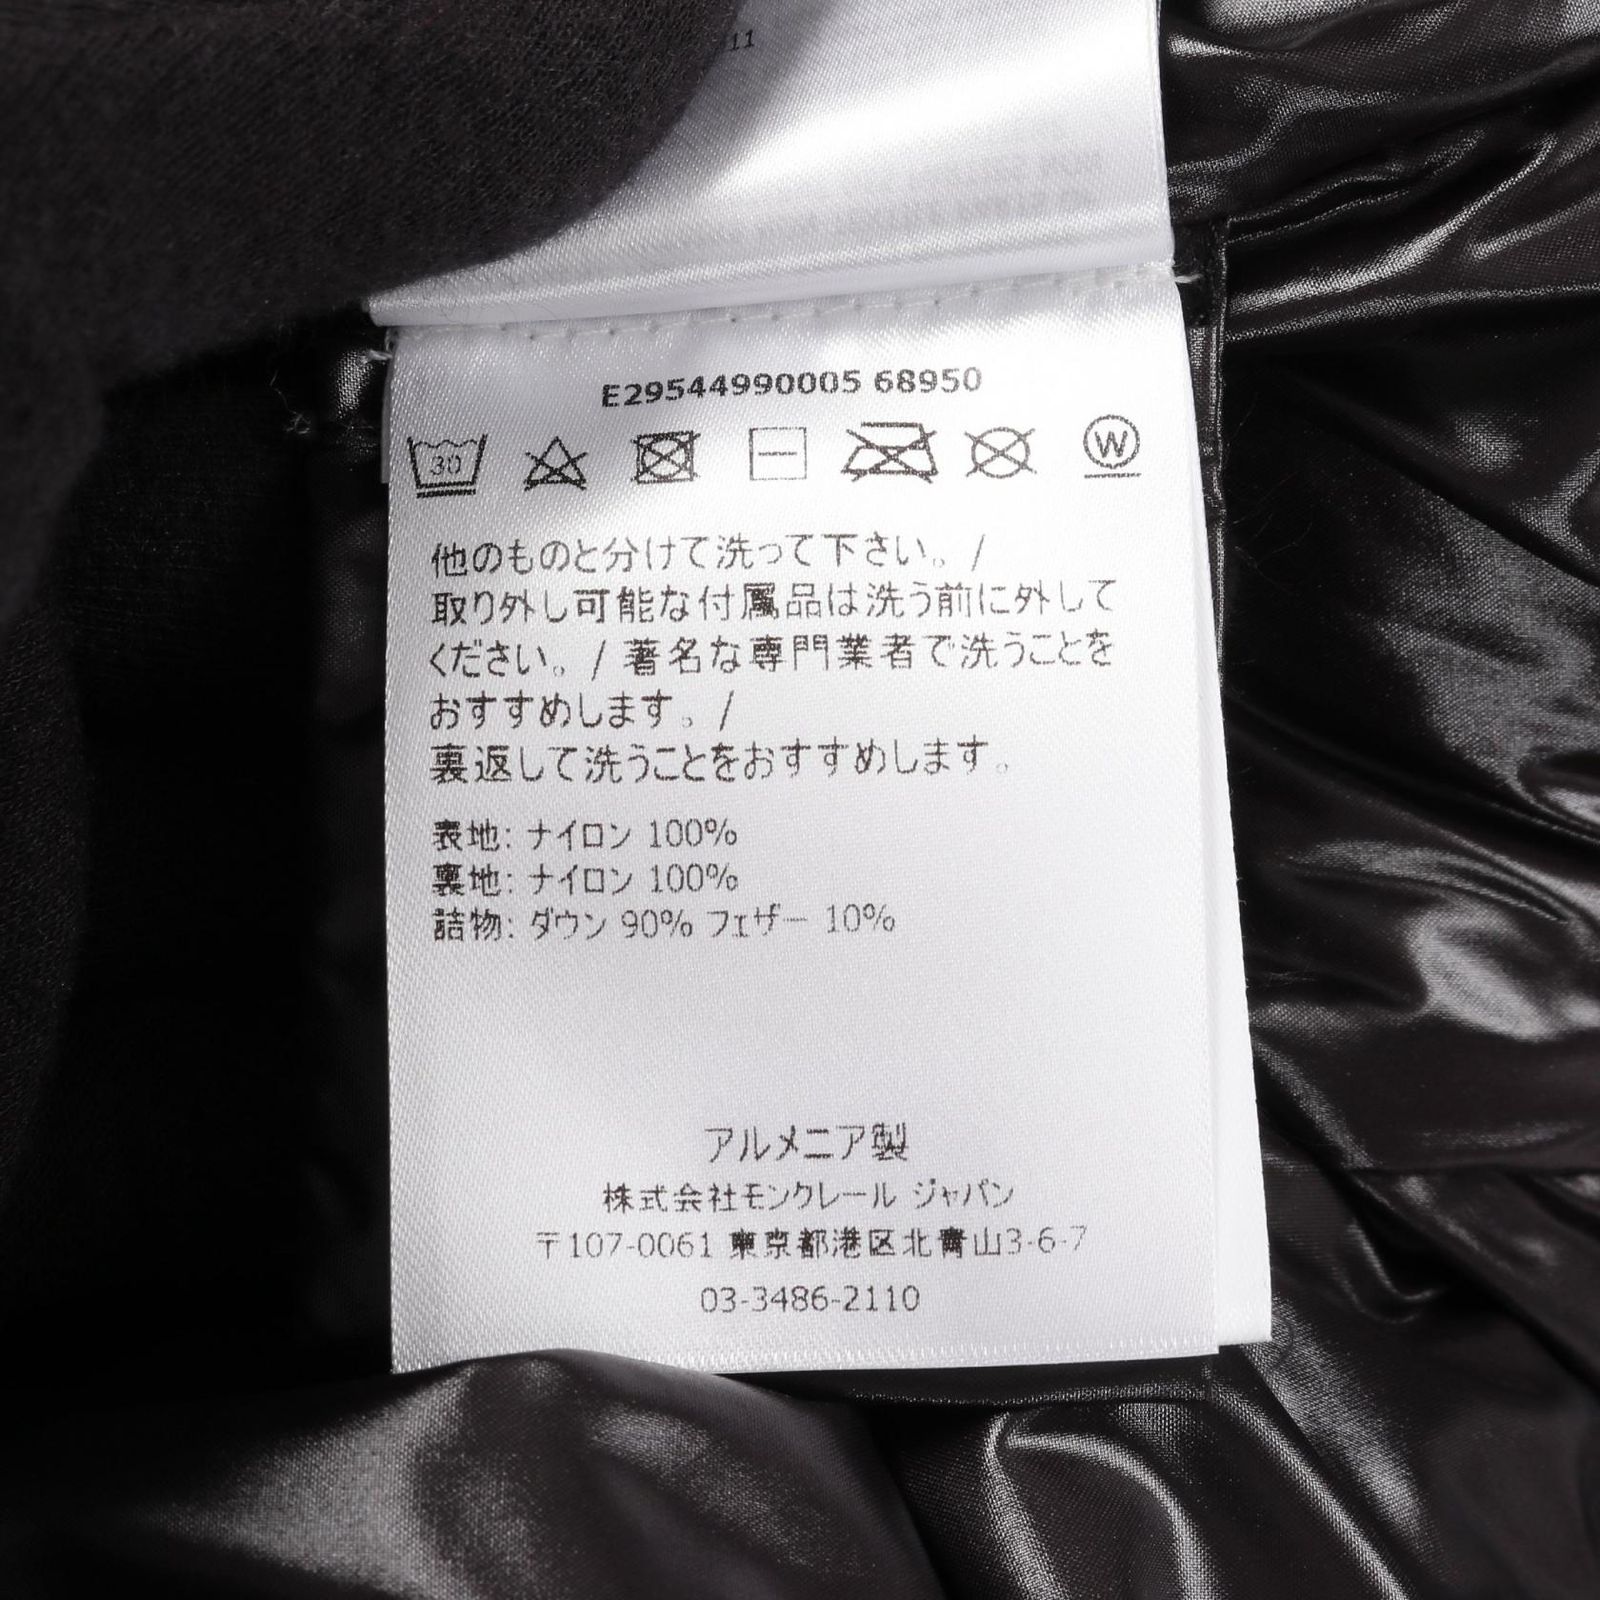 11
E29544990005 68950
30 W
他のものと分けて洗って下さい。/
取り外し可能な付属品は洗う前に外して
ください。/ 著名な専門業者で洗うことを
おすすめします。/
裏返して洗うことをおすすめします。
表地: ナイロン 100%
裏地: ナイロン 100%
詰物: ダウン 90% フェザー 10%
アルメニア製
株式会社モンクレール ジャパン
〒107-0061 東京都港区北青山3-6-7
03-3486-2110